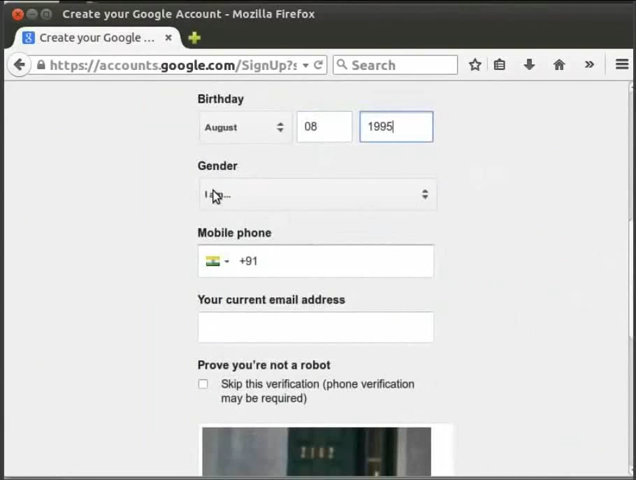 Create your Google Account - Mozilla Firefox
Create your Google ...
https://accounts.google.com/SignUp?s
Search
Birthday
August
08
1995
Gender
Mobile phone
+91
Your current email address
Prove you're not a robot
Skip this verification (phone verification
may be required)
2162